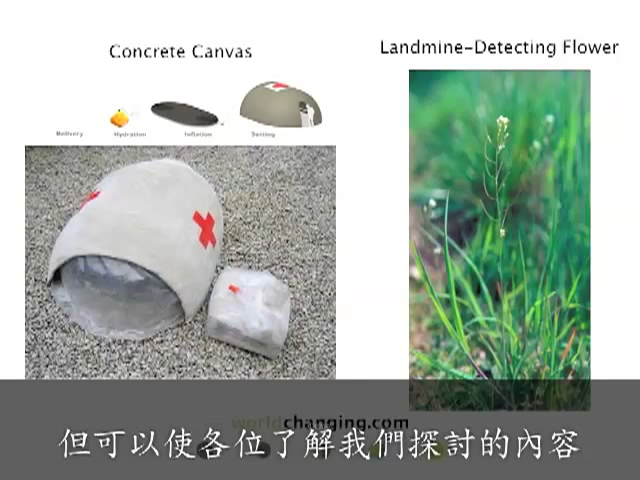 Concrete Canvas
Landmine-Detecting Flower
Delivery Hydration Inflation Setting
worldchanging.com
但可以使各位了解我們探討的內容